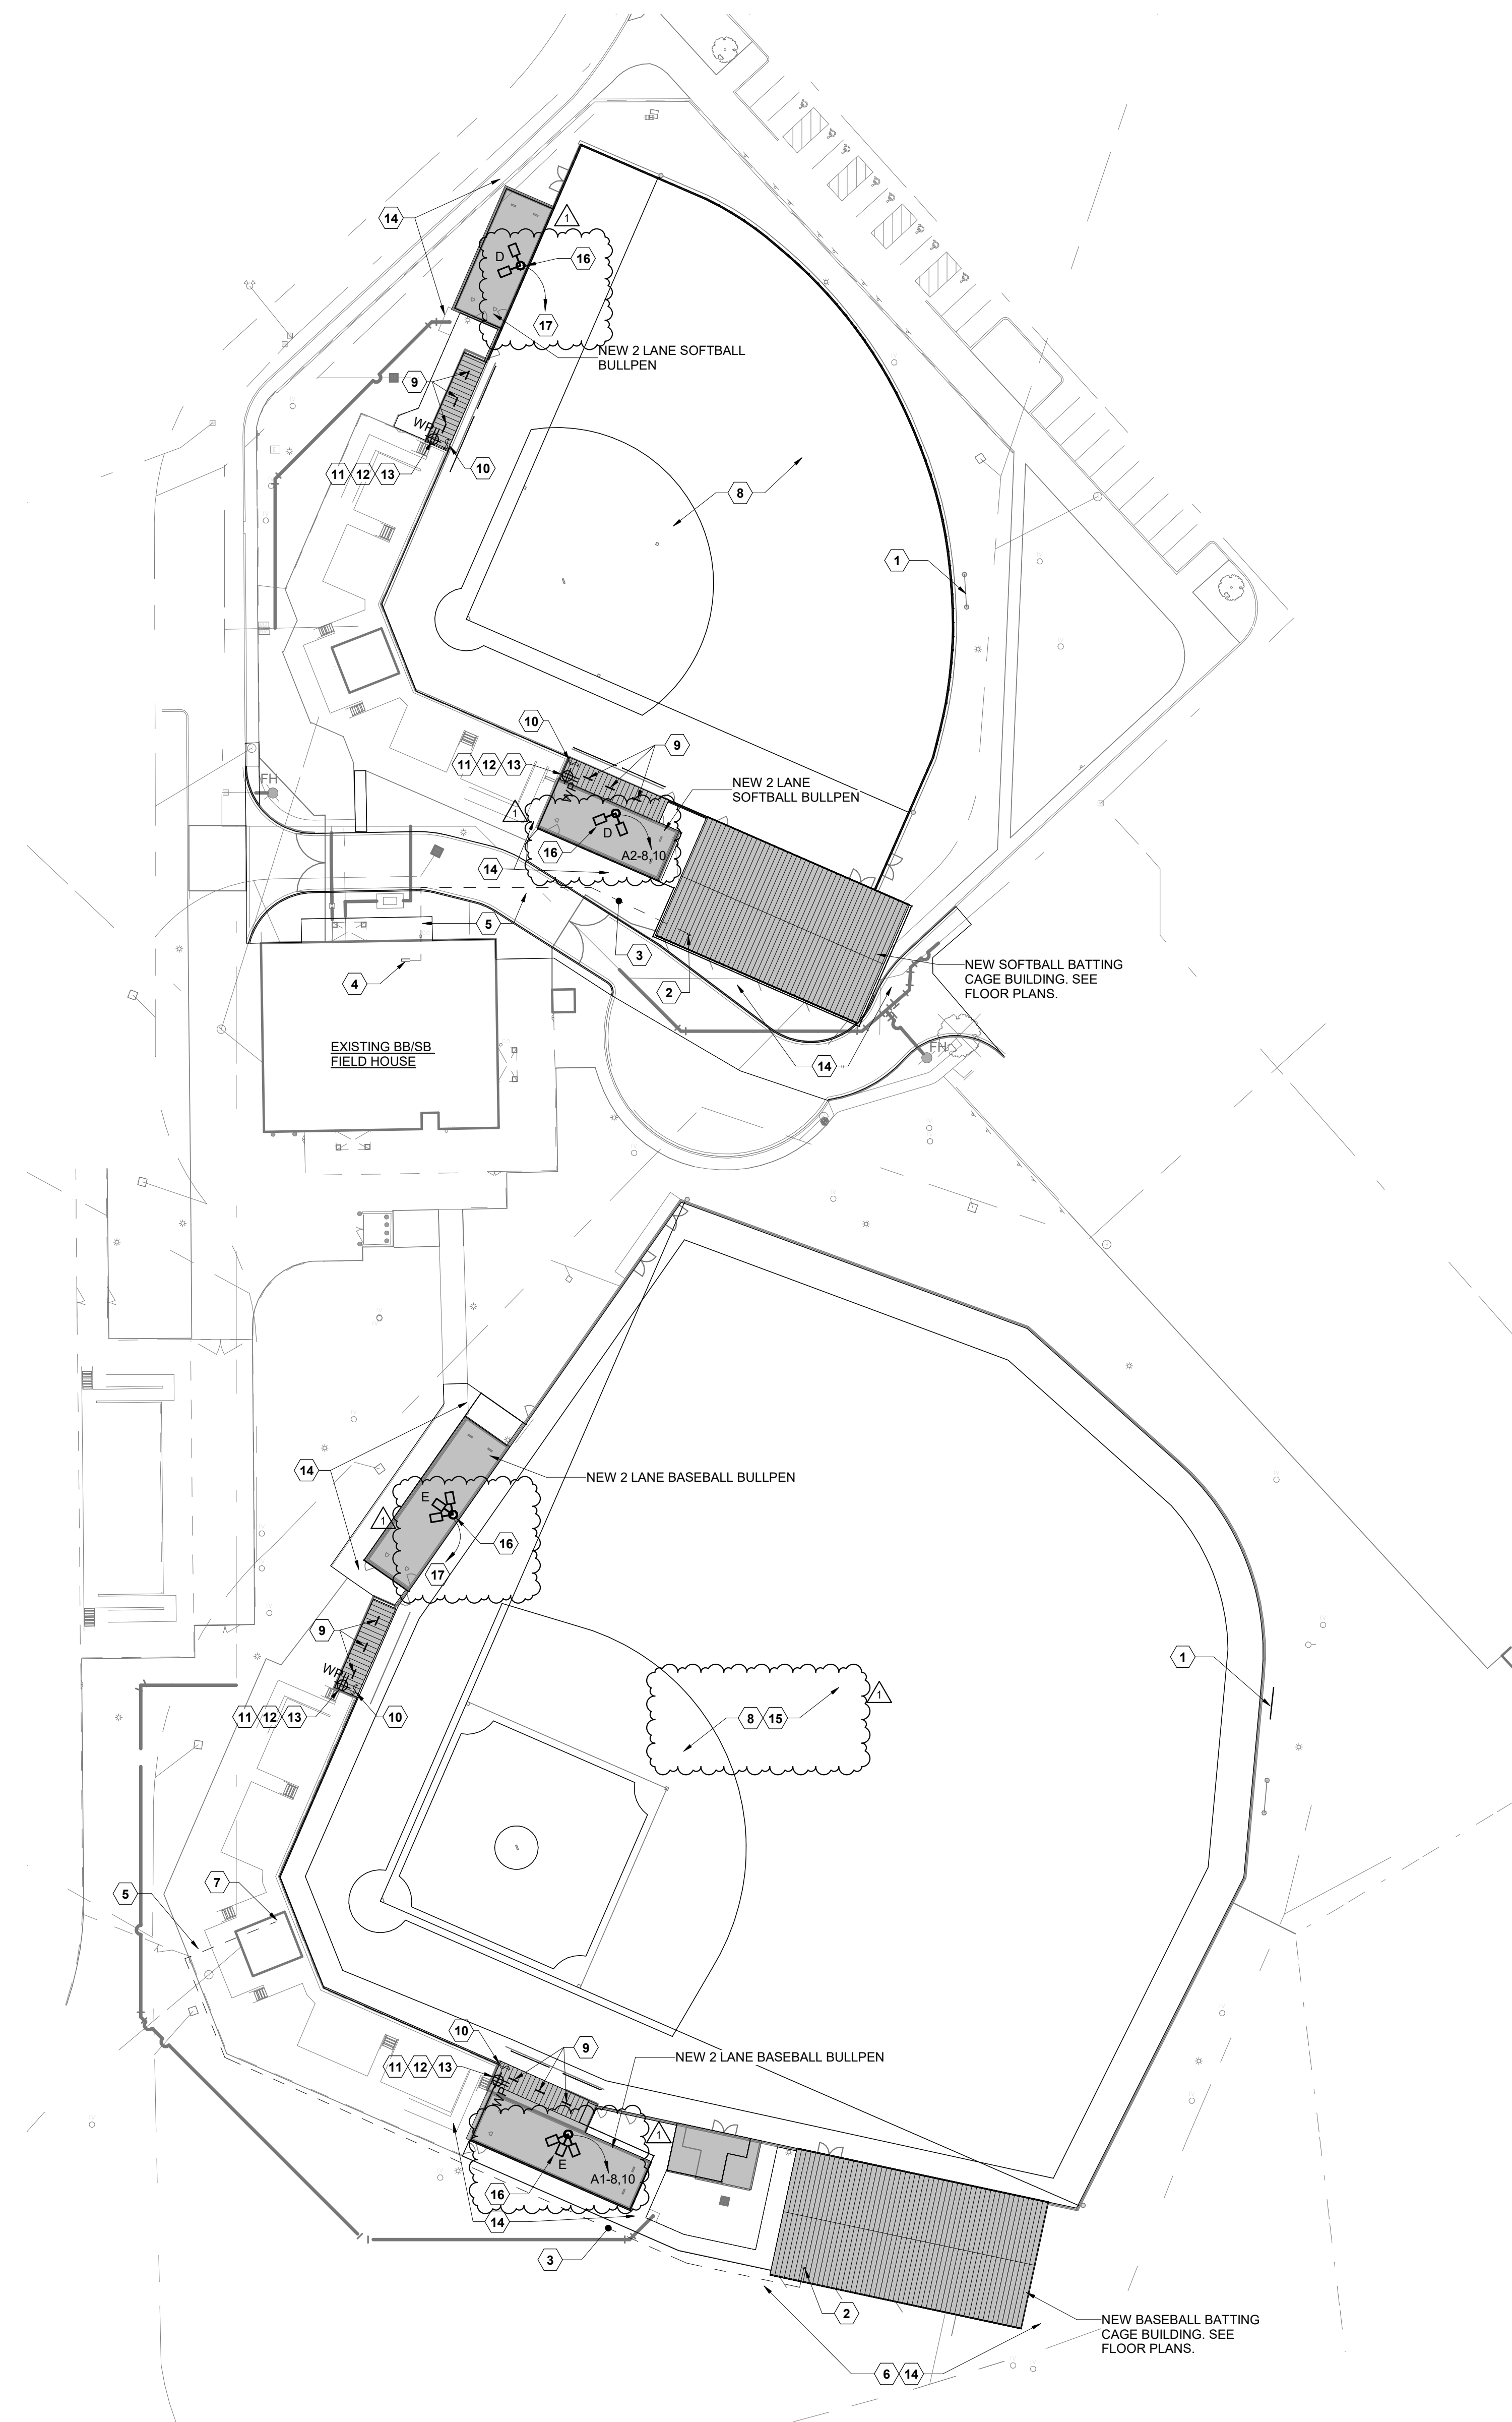 14
1
D
16
17
NEW 2 LANE SOFTBALL
BULLPEN
9
WP
11 12 13
10
8
1
10
9
11 12 13
WP
NEW 2 LANE
SOFTBALL BULLPEN
1
D
16
A2-8,10
14
FH
5
3
4
2
NEW SOFTBALL BATTING
CAGE BUILDING. SEE
FLOOR PLANS.
EXISTING BB/SB
FIELD HOUSE
FH
14
14
NEW 2 LANE BASEBALL BULLPEN
E
1
16
17
9
WP
11 12 13
10
1
8 15
1
7
5
10
9
11 12 13
WP
NEW 2 LANE BASEBALL BULLPEN
1
E
A1-8,10
16
14
3
2
NEW BASEBALL BATTING
CAGE BUILDING. SEE
FLOOR PLANS.
6 14